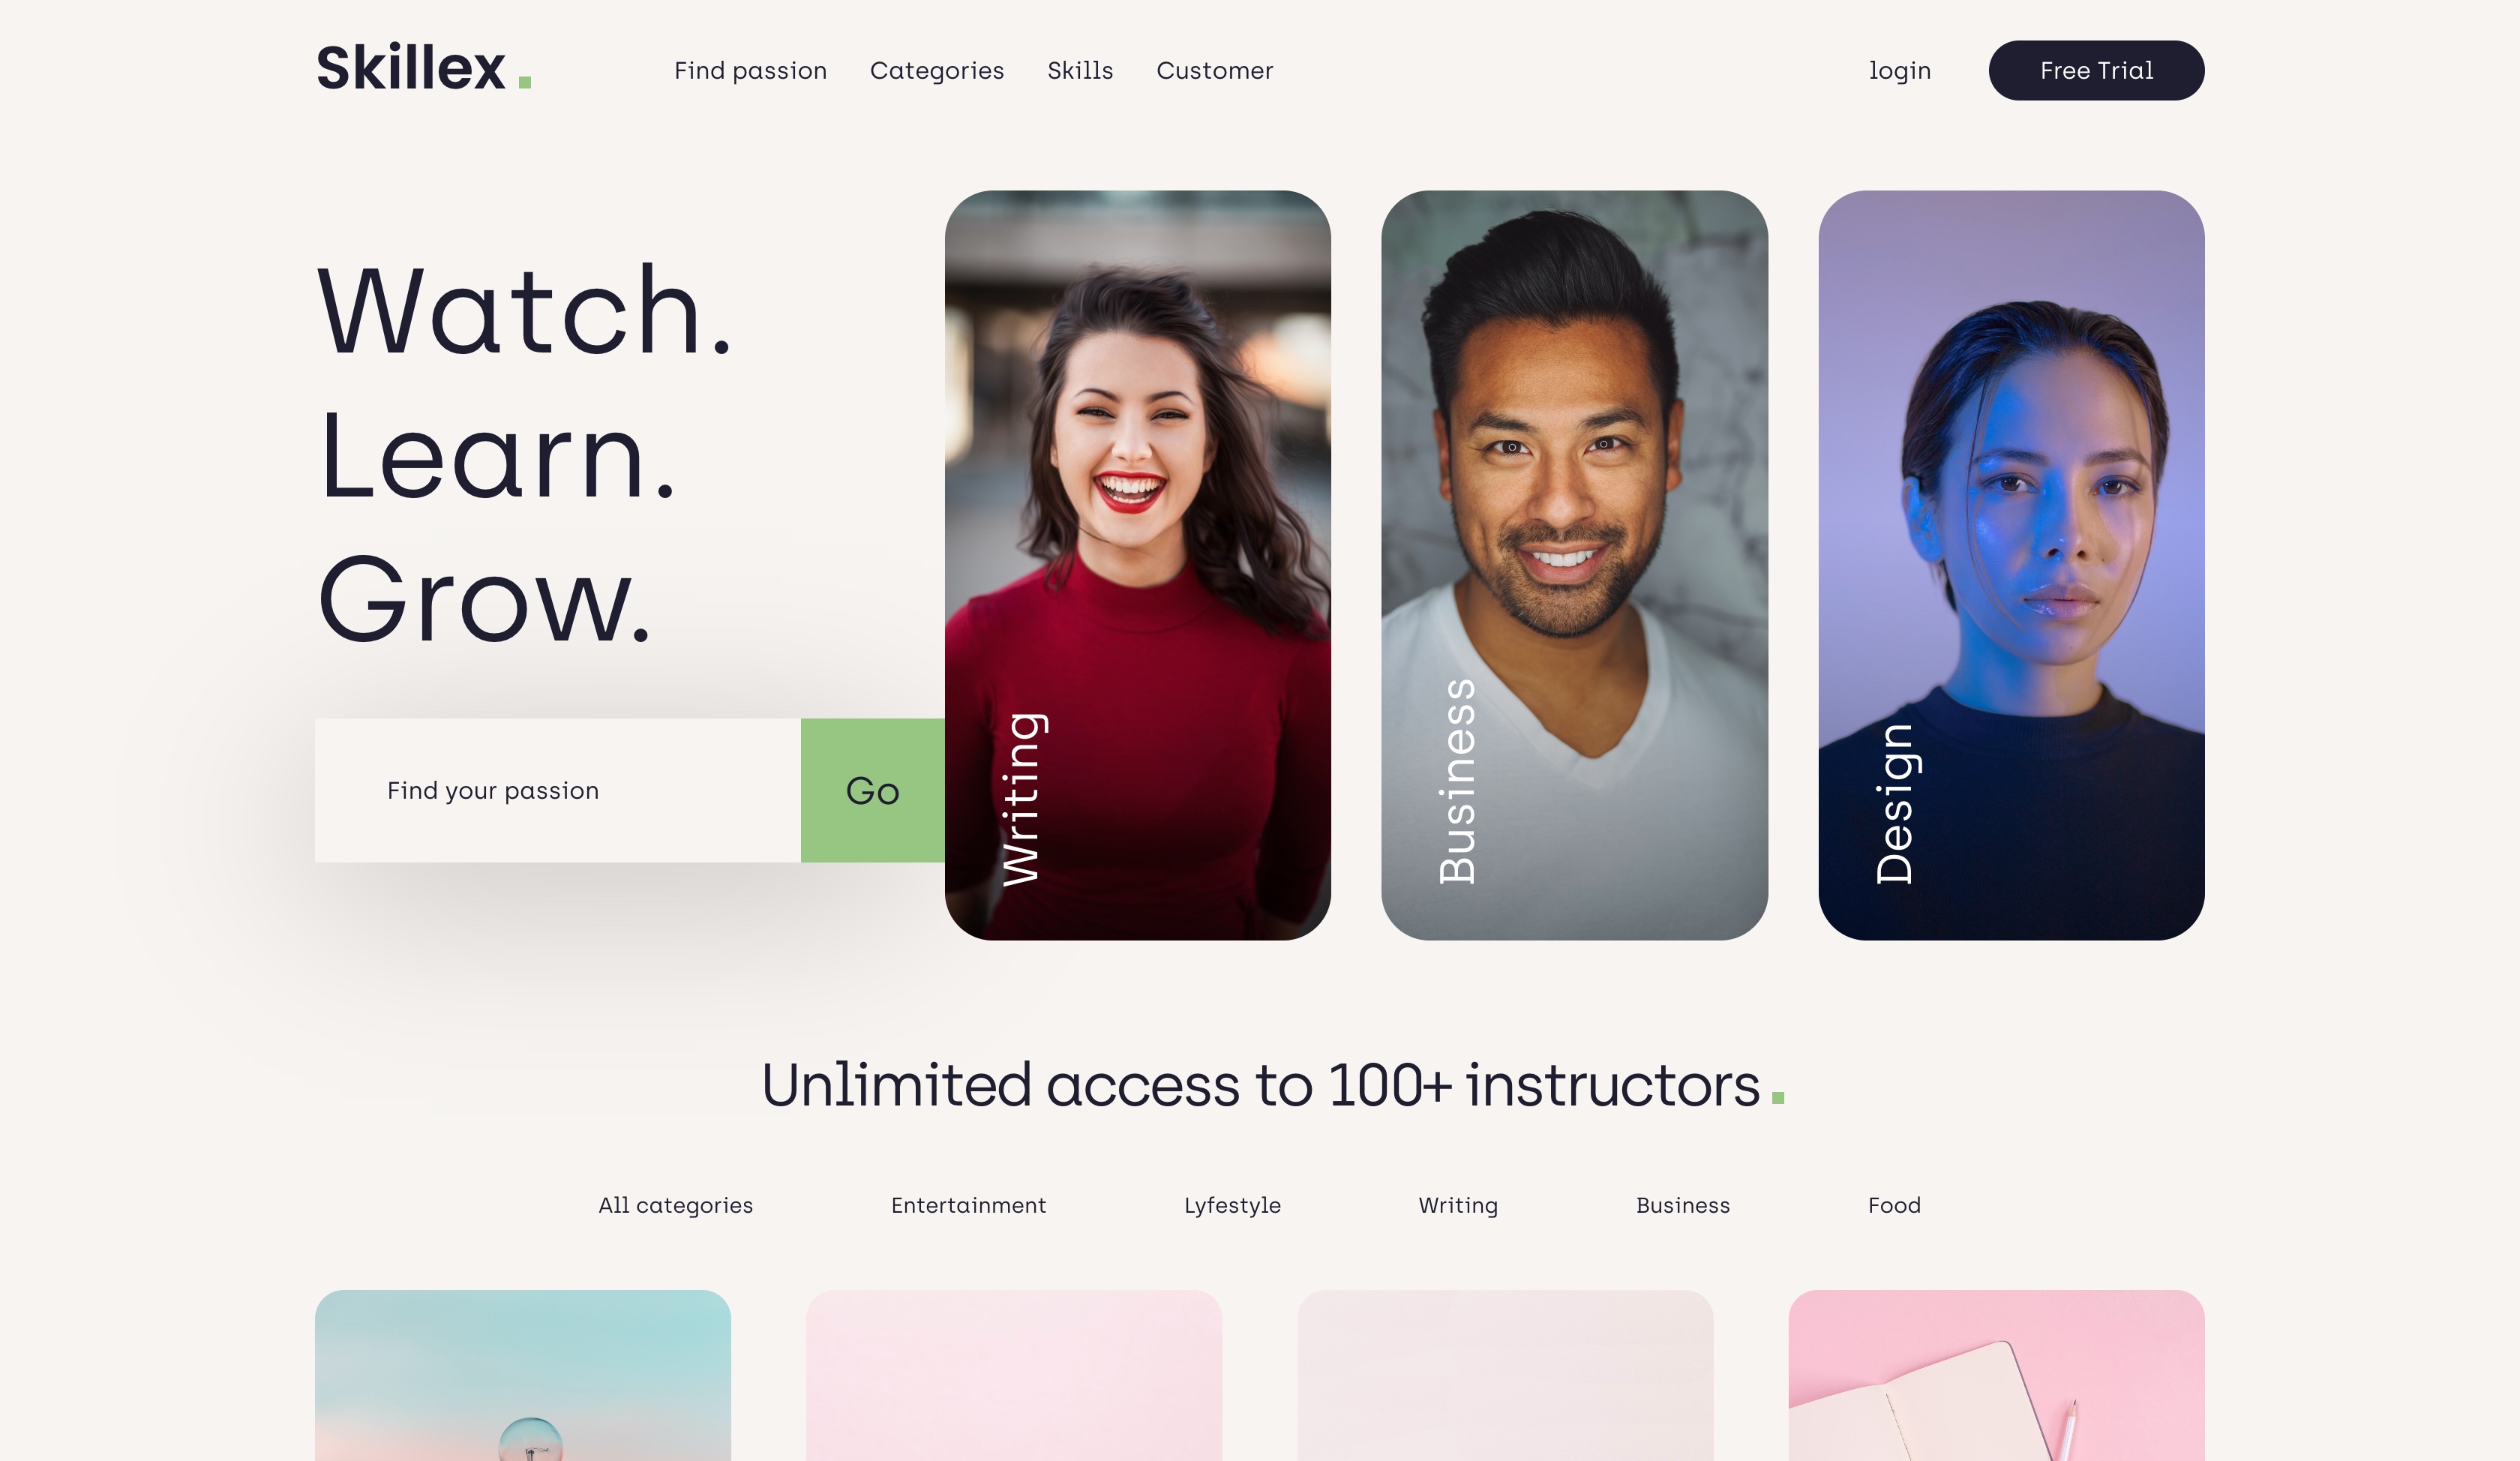 Skillex
Find passion Categories Skills Customer login Free Trial
Watch.
Learn.
Grow.
Find your passion Go
Writing
Business
Design
Unlimited access to 100+ instructors
All categories Entertainment Lyfestyle Writing Business Food